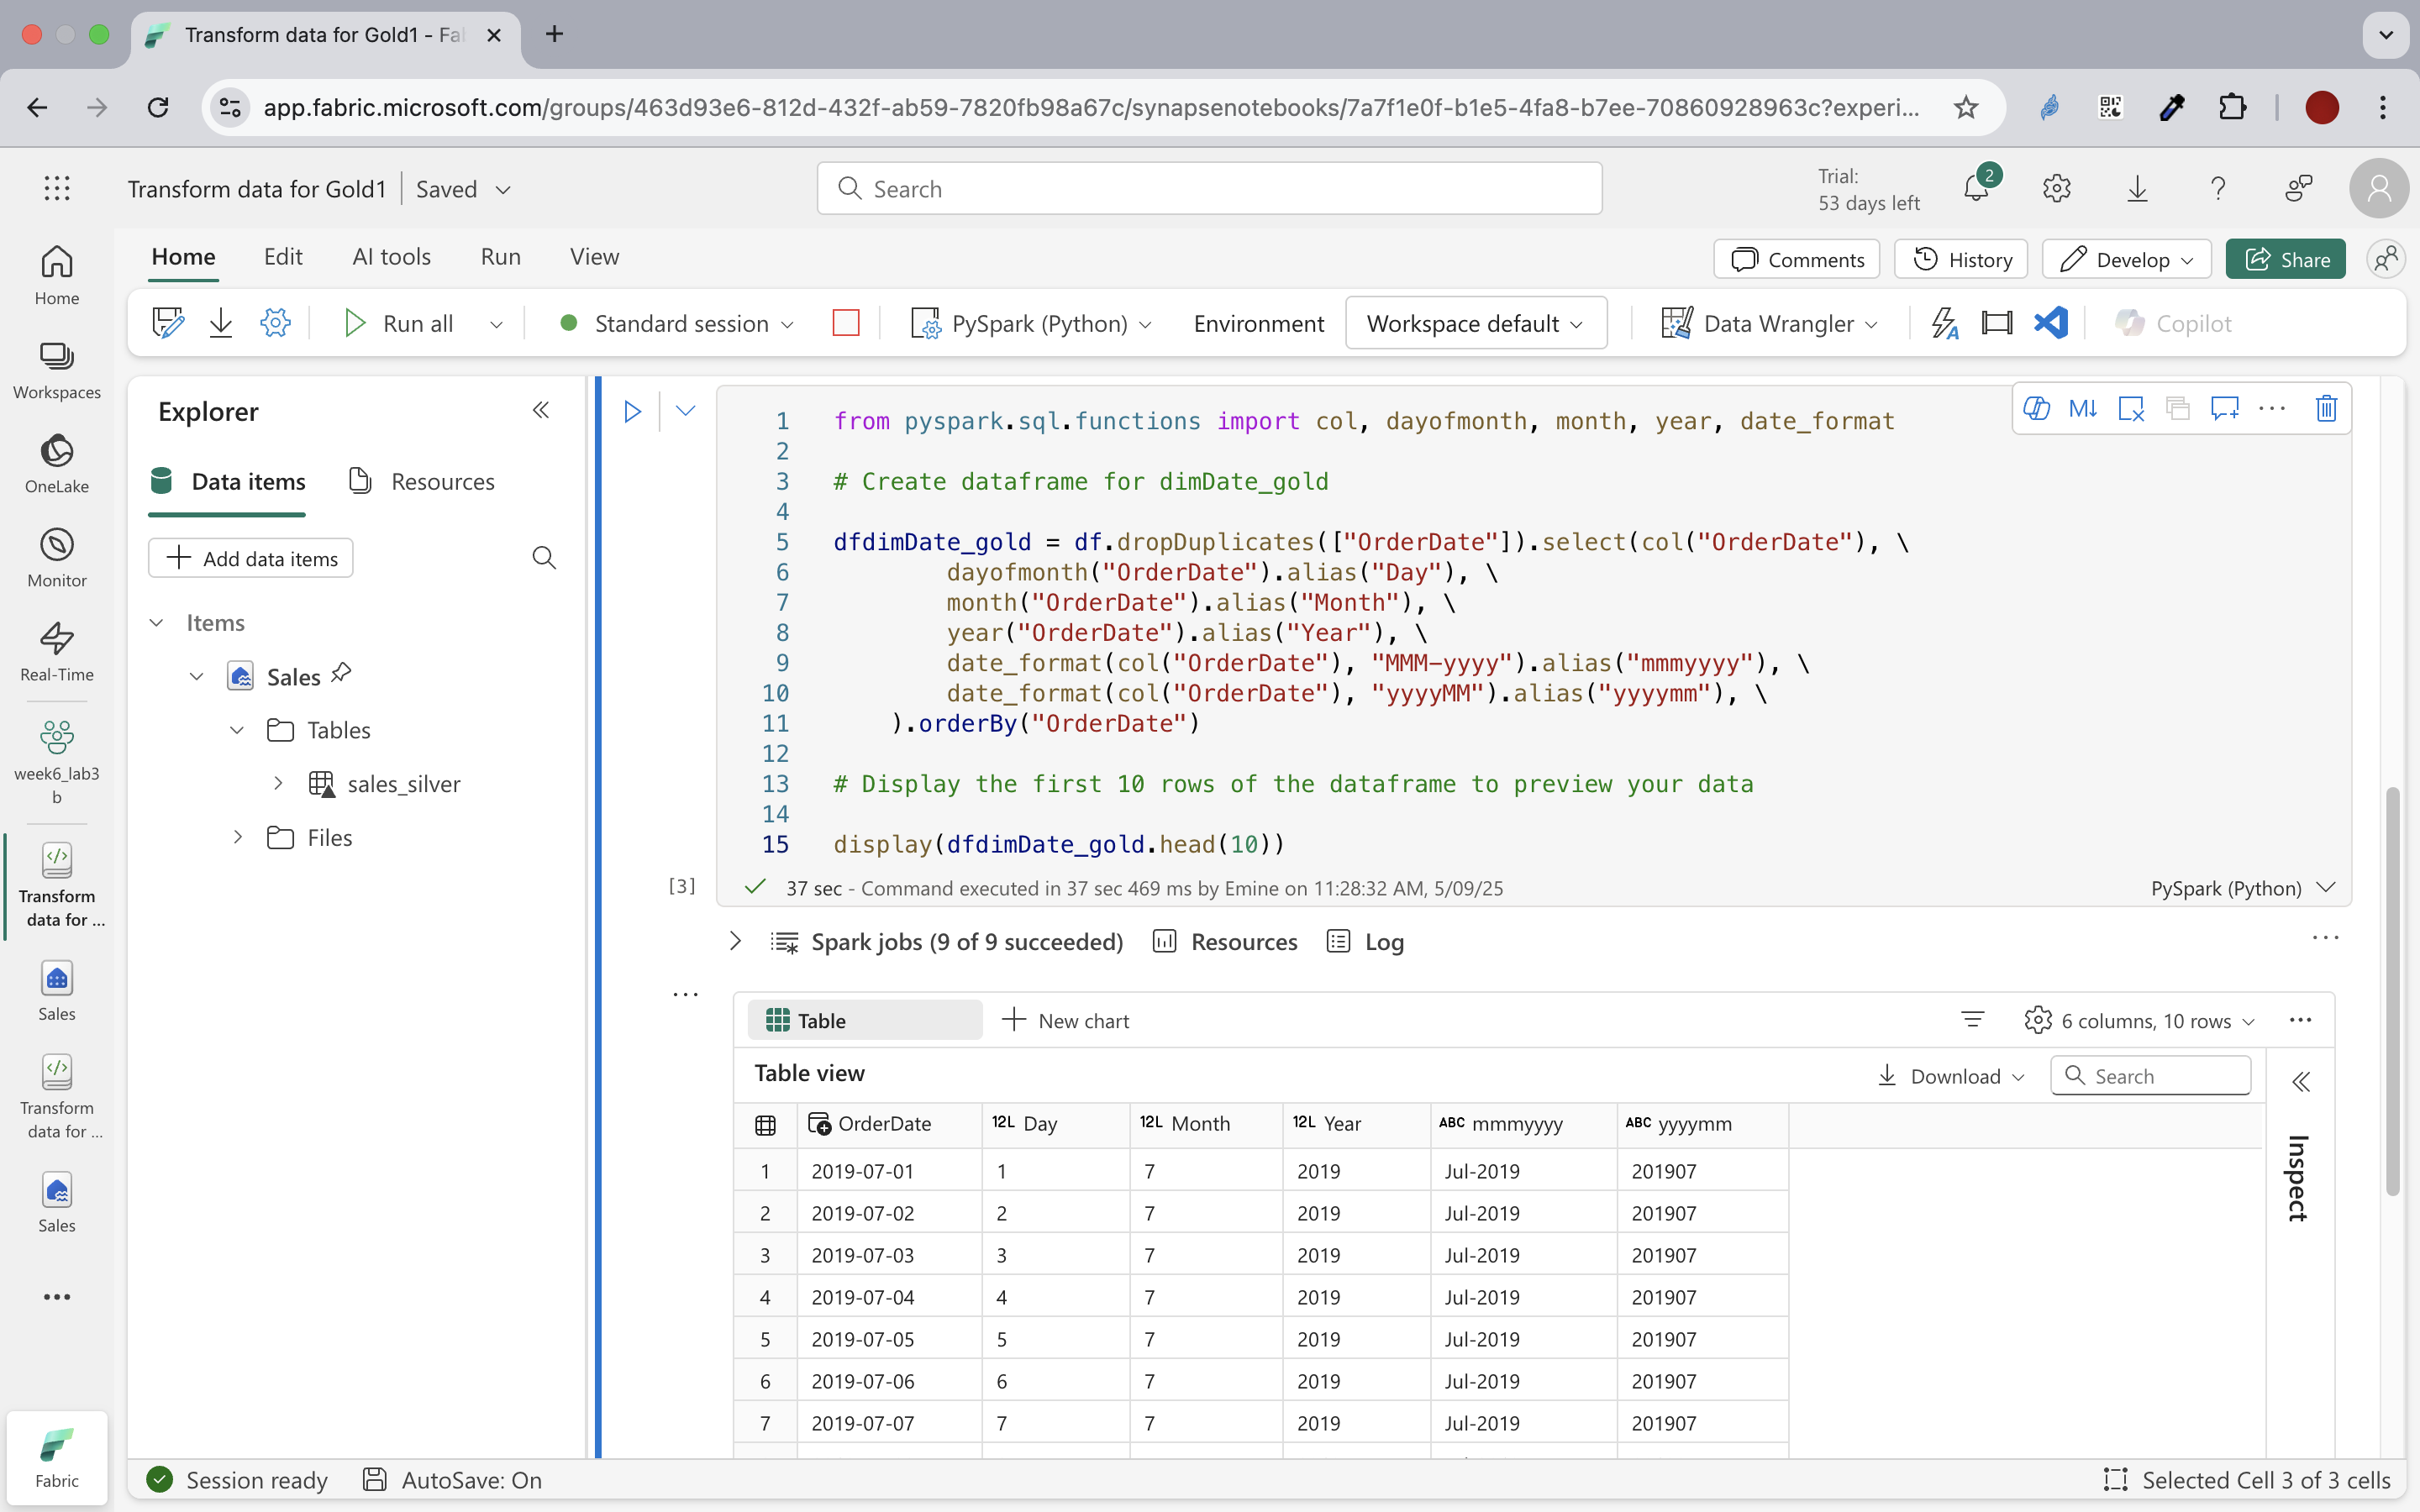 Transform data for Gold1 - Fa
app.fabric.microsoft.com/groups/463d93e6-812d-432f-ab59-7820fb98a67c/synapsenotebooks/7a7f1e0f-b1e5-4fa8-b7ee-70860928963c?experi...
Transform data for Gold1 Saved
Search
Trial:
53 days left
2
Home Edit AI tools Run View
Comments History Develop Share
Run all Standard session PySpark (Python) Environment Workspace default Data Wrangler Copilot
Home
Workspaces
OneLake
Monitor
Real-Time
week6_lab3
b
Transform
data for ...
Sales
Transform
data for ...
Sales
Fabric
Explorer
Data items Resources
Add data items
Items
Sales
Tables
sales_silver
Files
1 from pyspark.sql.functions import col, dayofmonth, month, year, date_format
2
3 # Create dataframe for dimDate_gold
4
5 dfdimDate_gold = df.dropDuplicates(["OrderDate"]).select(col("OrderDate"), \
6 dayofmonth("OrderDate").alias("Day"), \
7 month("OrderDate").alias("Month"), \
8 year("OrderDate").alias("Year"), \
9 date_format(col("OrderDate"), "MMM-yyyy").alias("mmmyyyy"), \
10 date_format(col("OrderDate"), "yyyyMM").alias("yyyymm"), \
11 ).orderBy("OrderDate")
12
13 # Display the first 10 rows of the dataframe to preview your data
14
15 display(dfdimDate_gold.head(10))
M↓
[3] 37 sec - Command executed in 37 sec 469 ms by Emine on 11:28:32 AM, 5/09/25 PySpark (Python)
Spark jobs (9 of 9 succeeded) Resources Log
Table New chart 6 columns, 10 rows
Table view Download Search
OrderDate 12L Day 12L Month 12L Year ABC mmmyyyy ABC yyyymm
1 2019-07-01 1 7 2019 Jul-2019 201907
2 2019-07-02 2 7 2019 Jul-2019 201907
3 2019-07-03 3 7 2019 Jul-2019 201907
4 2019-07-04 4 7 2019 Jul-2019 201907
5 2019-07-05 5 7 2019 Jul-2019 201907
6 2019-07-06 6 7 2019 Jul-2019 201907
7 2019-07-07 7 7 2019 Jul-2019 201907
Inspect
Session ready AutoSave: On Selected Cell 3 of 3 cells